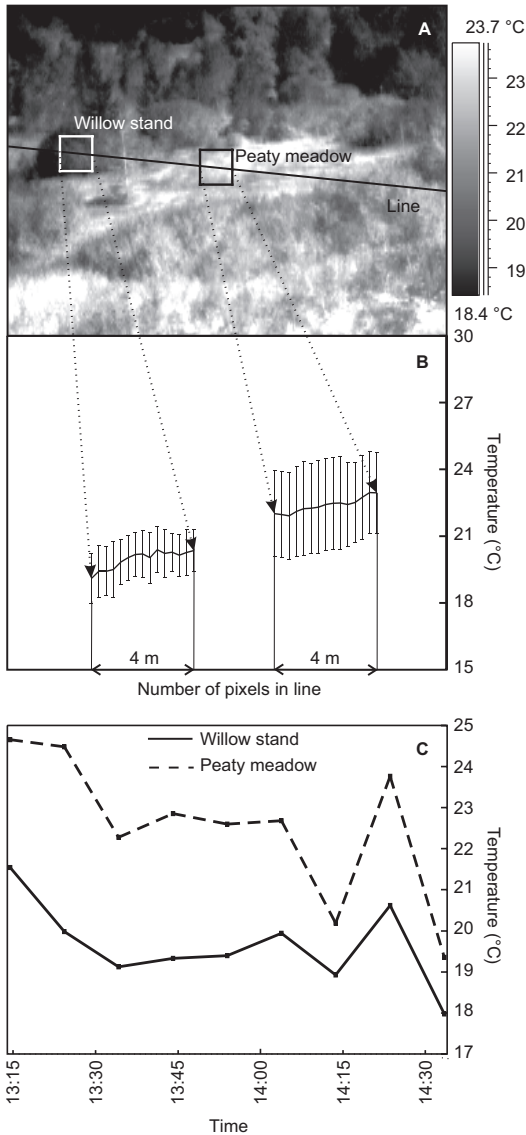 A
23.7 °C
Willow stand
Peaty meadow
Line
23
22
21
20
19
18.4 °C
B
30
27
24
21
18
15
Temperature (°C)
4 m
4 m
Number of pixels in line
C
Willow stand
Peaty meadow
25
24
23
22
21
20
19
18
17
Temperature (°C)
13:15
13:30
13:45
14:00
14:15
14:30
Time